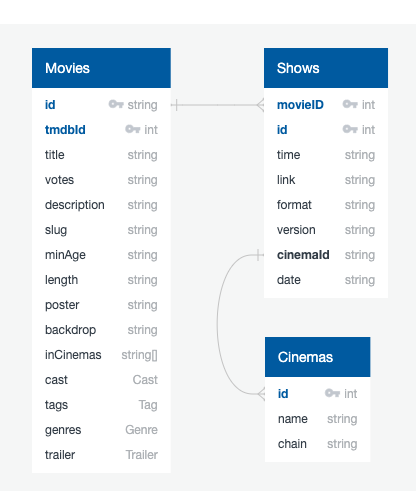 Movies
id string
tmdbId int
title string
votes string
description string
slug string
minAge string
length string
poster string
backdrop string
inCinemas string[]
cast Cast
tags Tag
genres Genre
trailer Trailer
Shows
movieID int
id int
time string
link string
format string
version string
cinemaId string
date string
Cinemas
id int
name string
chain string